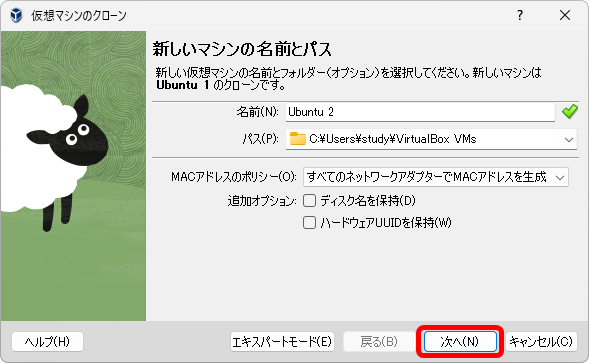 仮想マシンのクローン
新しいマシンの名前とパス
新しい仮想マシンの名前とフォルダー(オプション)を選択してください。新しいマシンは
Ubuntu 1 のクローンです。
名前(N): Ubuntu 2
パス(P): C:¥Users¥study¥VirtualBox VMs
MACアドレスのポリシー(O): すべてのネットワークアダプターでMACアドレスを生成
追加オプション: ディスク名を保持(D)
ハードウェアUUIDを保持(W)
ヘルプ(H) エキスパートモード(E) 戻る(B) 次へ(N) キャンセル(C)